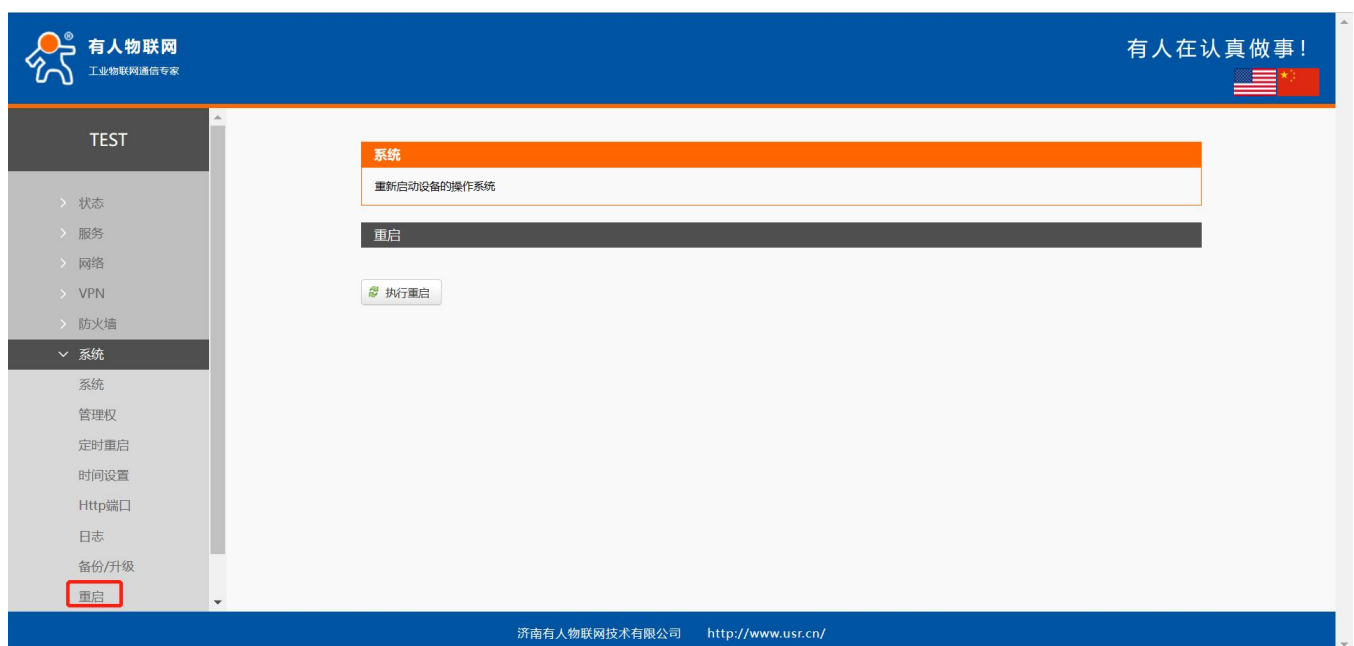 有人物联网
®
工业物联网通信专家
有人在认真做事!
TEST
状态
服务
网络
VPN
防火墙
系统
系统
管理权
定时重启
时间设置
Http端口
日志
备份/升级
重启
系统
重新启动设备的操作系统
重启
执行重启
济南有人物联网技术有限公司 http://www.usr.cn/